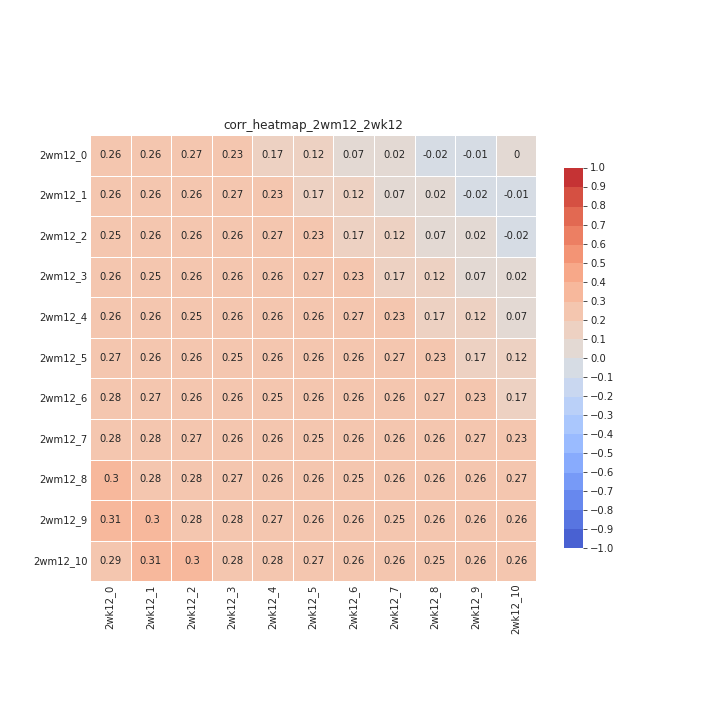 corr_heatmap_2wm12_2wk12
2wm12_0 0.26 0.26 0.27 0.23 0.17 0.12 0.07 0.02 -0.02 -0.01 0
2wm12_1 0.26 0.26 0.26 0.27 0.23 0.17 0.12 0.07 0.02 -0.02 -0.01
2wm12_2 0.25 0.26 0.26 0.26 0.27 0.23 0.17 0.12 0.07 0.02 -0.02
2wm12_3 0.26 0.25 0.26 0.26 0.26 0.27 0.23 0.17 0.12 0.07 0.02
2wm12_4 0.26 0.26 0.25 0.26 0.26 0.26 0.27 0.23 0.17 0.12 0.07
2wm12_5 0.27 0.26 0.26 0.25 0.26 0.26 0.26 0.27 0.23 0.17 0.12
2wm12_6 0.28 0.27 0.26 0.26 0.25 0.26 0.26 0.26 0.27 0.23 0.17
2wm12_7 0.28 0.28 0.27 0.26 0.26 0.25 0.26 0.26 0.26 0.27 0.23
2wm12_8 0.3 0.28 0.28 0.27 0.26 0.26 0.25 0.26 0.26 0.26 0.27
2wm12_9 0.31 0.3 0.28 0.28 0.27 0.26 0.26 0.25 0.26 0.26 0.26
2wm12_10 0.29 0.31 0.3 0.28 0.28 0.27 0.26 0.26 0.25 0.26 0.26
2wk12_0 2wk12_1 2wk12_2 2wk12_3 2wk12_4 2wk12_5 2wk12_6 2wk12_7 2wk12_8 2wk12_9 2wk12_10
1.0
0.9
0.8
0.7
0.6
0.5
0.4
0.3
0.2
0.1
0.0
−0.1
−0.2
−0.3
−0.4
−0.5
−0.6
−0.7
−0.8
−0.9
−1.0